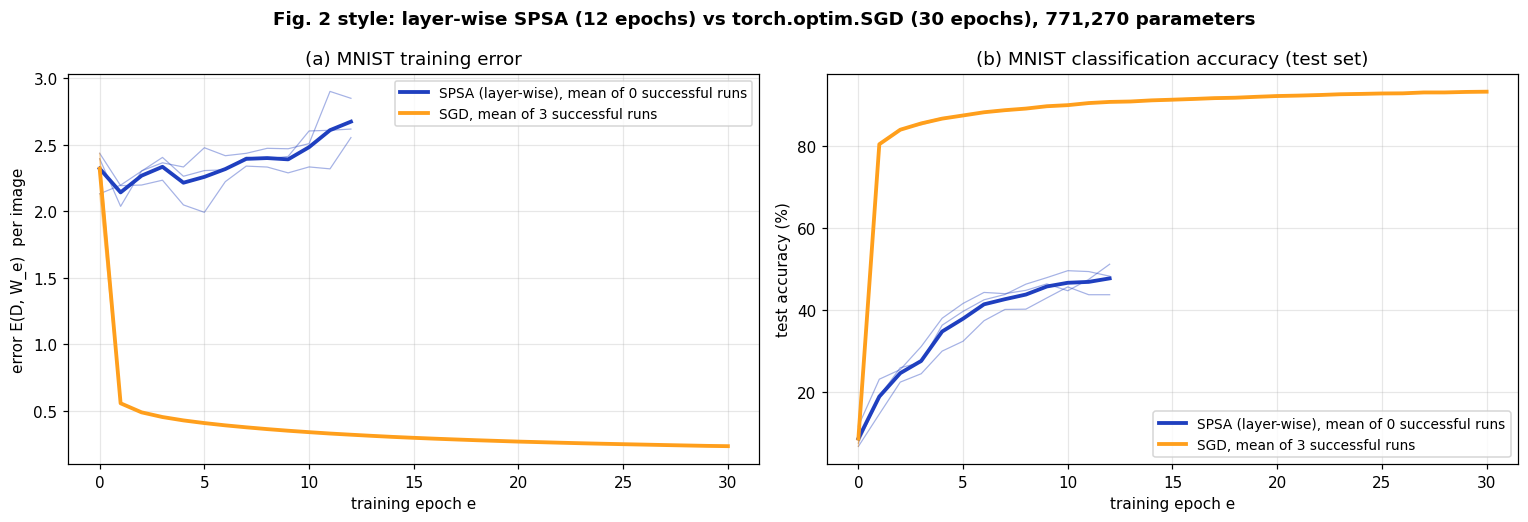 Fig. 2 style: layer-wise SPSA (12 epochs) vs torch.optim.SGD (30 epochs), 771,270 parameters
(a) MNIST training error
error E(D, W_e)  per image
3.0
2.5
2.0
1.5
1.0
0.5
0 5 10 15 20 25 30
training epoch e
SPSA (layer-wise), mean of 0 successful runs
SGD, mean of 3 successful runs
(b) MNIST classification accuracy (test set)
test accuracy (%)
80
60
40
20
0 5 10 15 20 25 30
training epoch e
SPSA (layer-wise), mean of 0 successful runs
SGD, mean of 3 successful runs